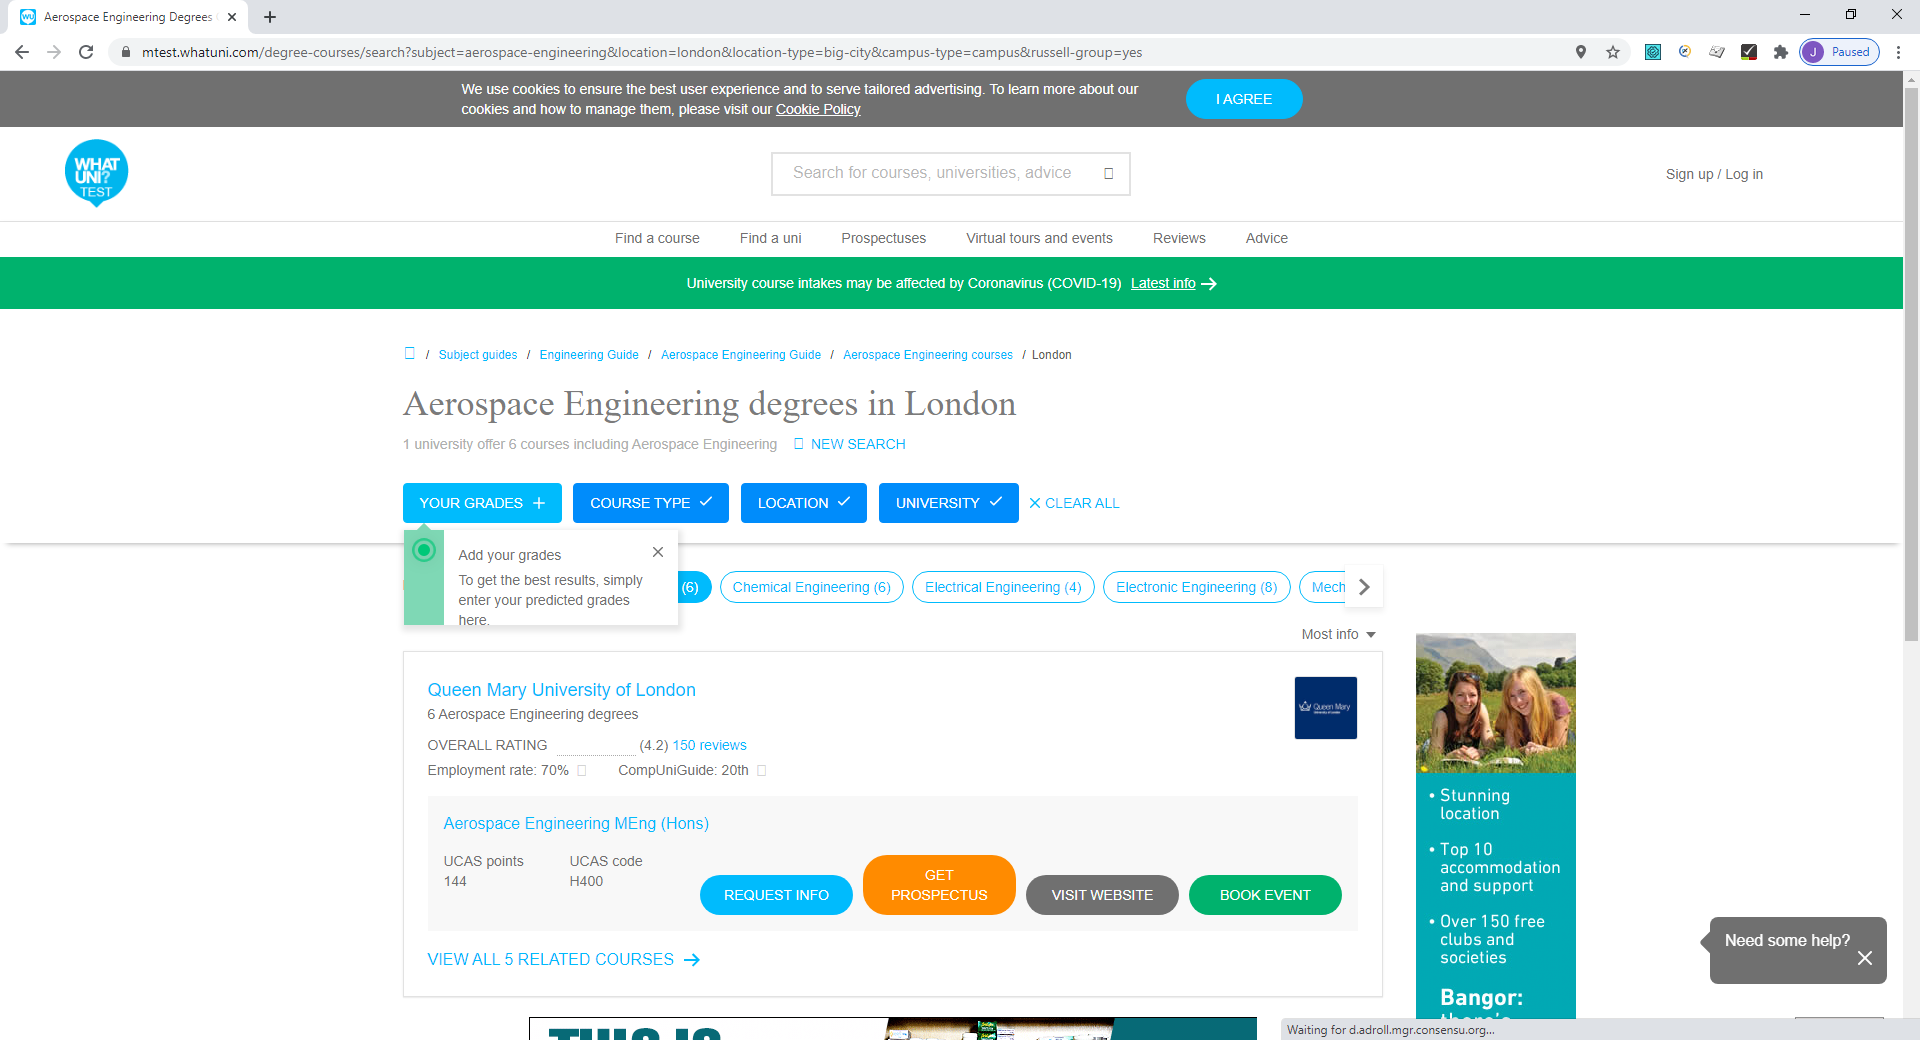 Aerospace Engineering Degrees
mtest.whatuni.com/degree-courses/search?subject=aerospace-engineering&location=london&location-type=big-city&campus-type=campus&russell-group=yes
J Paused
We use cookies to ensure the best user experience and to serve tailored advertising. To learn more about our
cookies and how to manage them, please visit our Cookie Policy
I AGREE
WHAT
UNI?
TEST
Search for courses, universities, advice
Sign up / Log in
Find a course Find a uni Prospectuses Virtual tours and events Reviews Advice
University course intakes may be affected by Coronavirus (COVID-19) Latest info
/ Subject guides / Engineering Guide / Aerospace Engineering Guide / Aerospace Engineering courses / London
Aerospace Engineering degrees in London
1 university offer 6 courses including Aerospace Engineering NEW SEARCH
YOUR GRADES COURSE TYPE LOCATION UNIVERSITY CLEAR ALL
Add your grades
To get the best results, simply
enter your predicted grades
here.
(6) Chemical Engineering (6) Electrical Engineering (4) Electronic Engineering (8) Mech
Most info
Queen Mary University of London
6 Aerospace Engineering degrees
OVERALL RATING (4.2) 150 reviews
Employment rate: 70% CompUniGuide: 20th
Queen Mary
University of London
Aerospace Engineering MEng (Hons)
UCAS points UCAS code
144 H400
REQUEST INFO
GET
PROSPECTUS
VISIT WEBSITE
BOOK EVENT
VIEW ALL 5 RELATED COURSES
• Stunning
location
• Top 10
accommodation
and support
• Over 150 free
clubs and
societies
Bangor:
there's
Need some help?
THIS IS
Waiting for d.adroll.mgr.consensu.org...